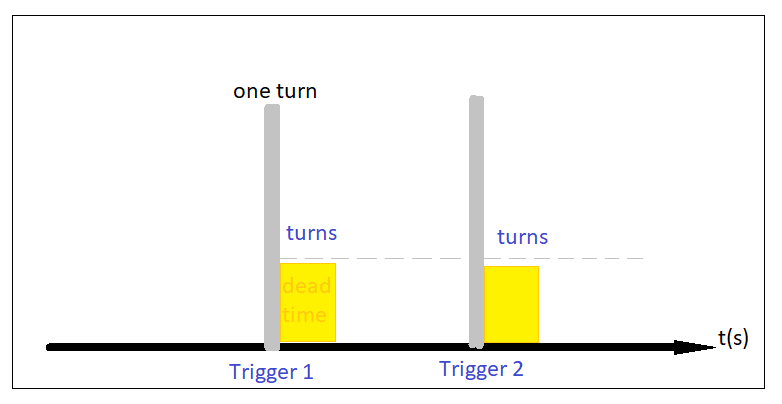 one turn
turns
turns
dead
time
t(s)
Trigger 1
Trigger 2